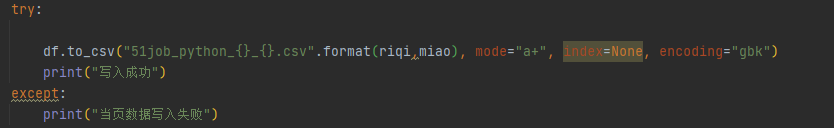 try:
df.to_csv("51job_python_{}_{}.csv".format(riqi,miao), mode="a+", index=None, encoding="gbk")
print("写入成功")
except:
print("当页数据写入失败")